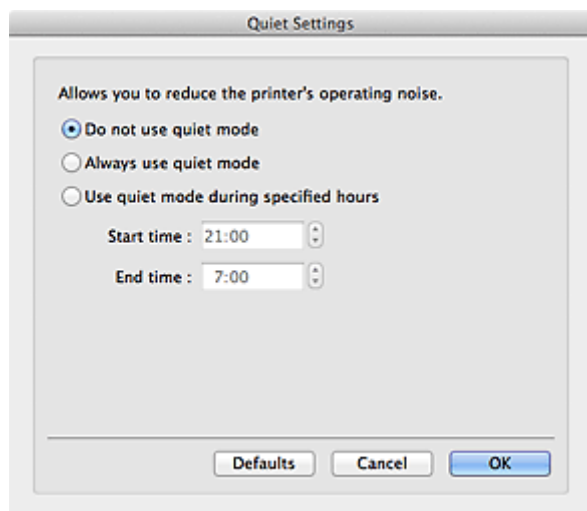 Quiet Settings
Allows you to reduce the printer's operating noise.
Do not use quiet mode
Always use quiet mode
Use quiet mode during specified hours
Start time : 21:00
End time : 7:00
Defaults Cancel OK